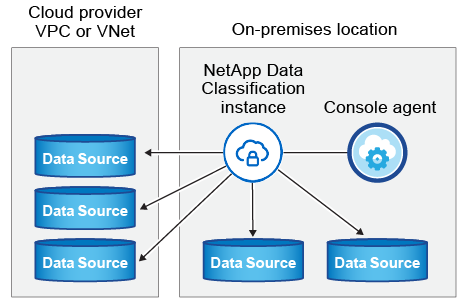 Cloud provider
VPC or VNet
On-premises location
NetApp Data
Classification
instance
Console agent
Data Source
Data Source
Data Source
Data Source
Data Source